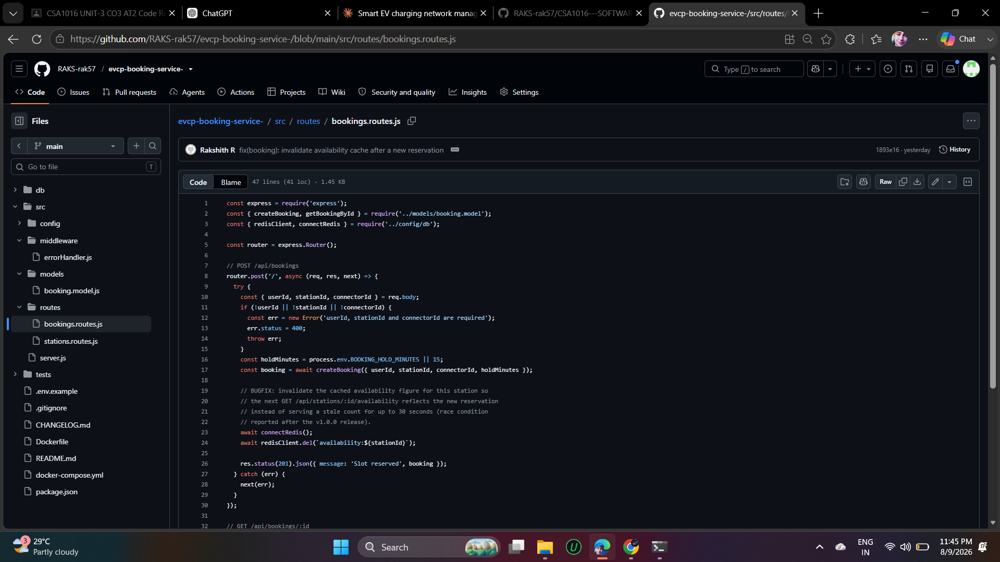 CSA1016 UNIT-3 CO3 AT2 Code Re
ChatGPT
Smart EV charging network manag
RAKS-rak57/CSA1016---SOFTWAR
evcp-booking-service-/src/routes/
https://github.com/RAKS-rak57/evcp-booking-service-/blob/main/src/routes/bookings.routes.js
Chat
RAKS-rak57 / evcp-booking-service-
Type / to search
Code
Issues
Pull requests
Agents
Actions
Projects
Wiki
Security and quality
Insights
Settings
Files
main
Go to file
T
db
src
config
middleware
errorHandler.js
models
booking.model.js
routes
bookings.routes.js
stations.routes.js
server.js
tests
.env.example
.gitignore
CHANGELOG.md
Dockerfile
README.md
docker-compose.yml
package.json
evcp-booking-service- / src / routes / bookings.routes.js
Rakshith R fix(booking): invalidate availability cache after a new reservation
1893e16 · yesterday
History
Code
Blame
47 lines (41 loc) · 1.45 KB
Raw
1 const express = require('express');
2 const { createBooking, getBookingById } = require('../models/booking.model');
3 const { redisClient, connectRedis } = require('../config/db');
4
5 const router = express.Router();
6
7 // POST /api/bookings
8 router.post('/', async (req, res, next) => {
9 try {
10 const { userId, stationId, connectorId } = req.body;
11 if (!userId || !stationId || !connectorId) {
12 const err = new Error('userId, stationId and connectorId are required');
13 err.status = 400;
14 throw err;
15 }
16 const holdMinutes = process.env.BOOKING_HOLD_MINUTES || 15;
17 const booking = await createBooking({ userId, stationId, connectorId, holdMinutes });
18
19 // BUGFIX: invalidate the cached availability figure for this station so
20 // the next GET /api/stations/:id/availability reflects the new reservation
21 // instead of serving a stale count for up to 30 seconds (race condition
22 // reported after the v1.0.0 release).
23 await connectRedis();
24 await redisClient.del(`availability:${stationId}`);
25
26 res.status(201).json({ message: 'Slot reserved', booking });
27 } catch (err) {
28 next(err);
29 }
30 });
31
32 // GET /api/bookings/:id
3
29°C
Partly cloudy
Search
ENG
IN
11:45 PM
8/9/2026